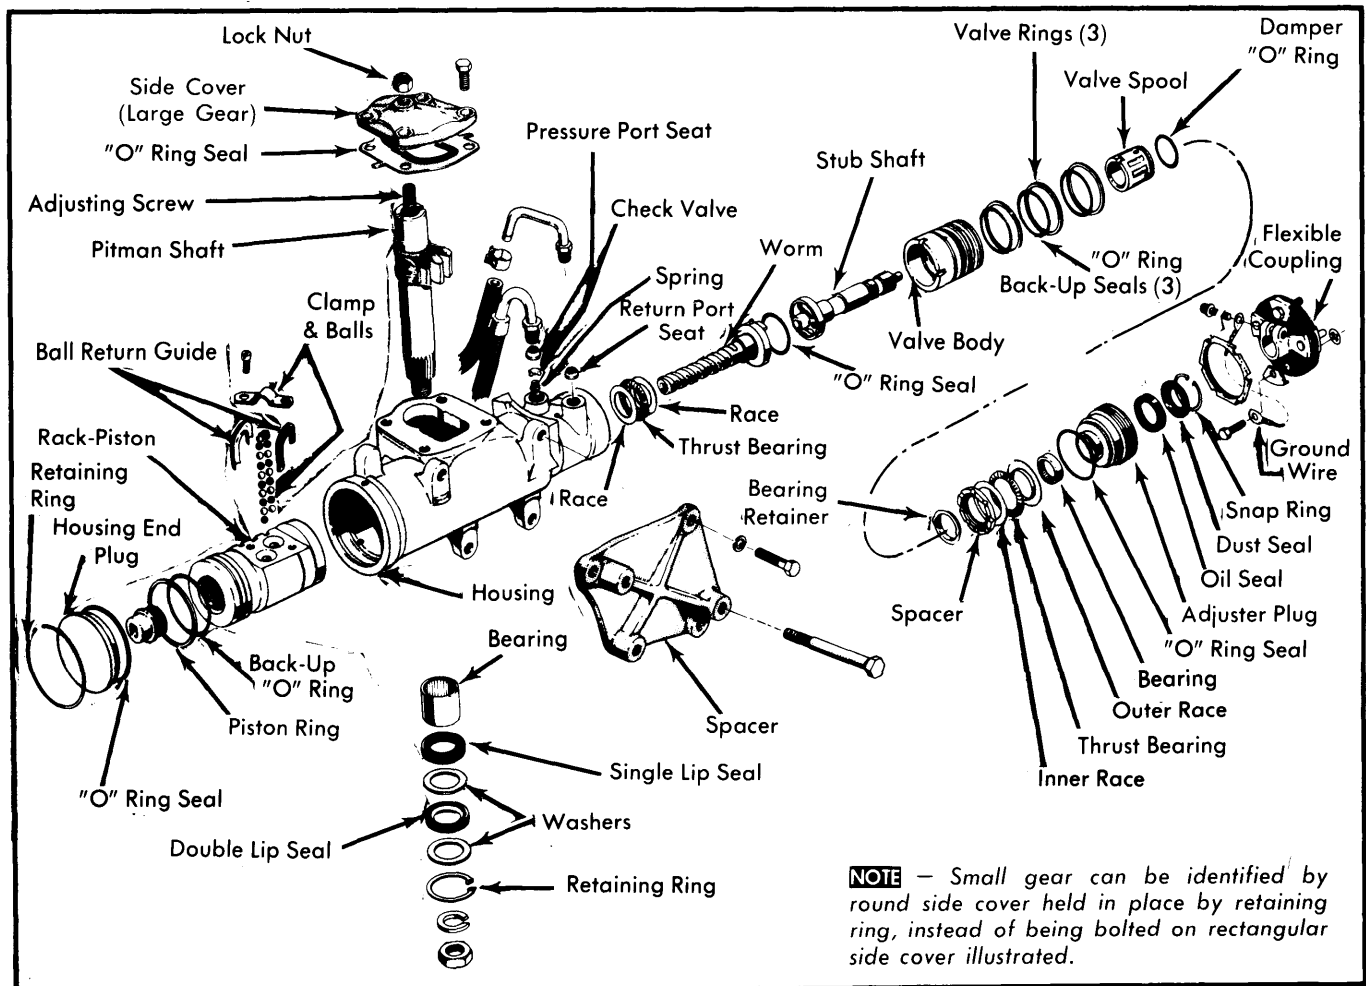 Lock Nut
Side Cover
(Large Gear)
"O" Ring Seal
Adjusting Screw
Pitman Shaft
Clamp
& Balls
Ball Return Guide
Rack-Piston
Retaining
Ring
Housing End
Plug
"O" Ring Seal
Piston Ring
Back-Up
"O" Ring
Housing
Bearing
Single Lip Seal
Washers
Double Lip Seal
Retaining Ring
Pressure Port Seat
Check Valve
Spring
Return Port
Seat
Worm
Stub Shaft
Valve Rings (3)
Valve Spool
Damper
"O" Ring
"O" Ring
Back-Up Seals (3)
Valve Body
"O" Ring Seal
Race
Thrust Bearing
Race
Spacer
Flexible
Coupling
Ground
Wire
Bearing
Retainer
Spacer
Snap Ring
Dust Seal
Oil Seal
Adjuster Plug
"O" Ring Seal
Bearing
Outer Race
Thrust Bearing
Inner Race
NOTE — Small gear can be identified by
round side cover held in place by retaining
ring, instead of being bolted on rectangular
side cover illustrated.